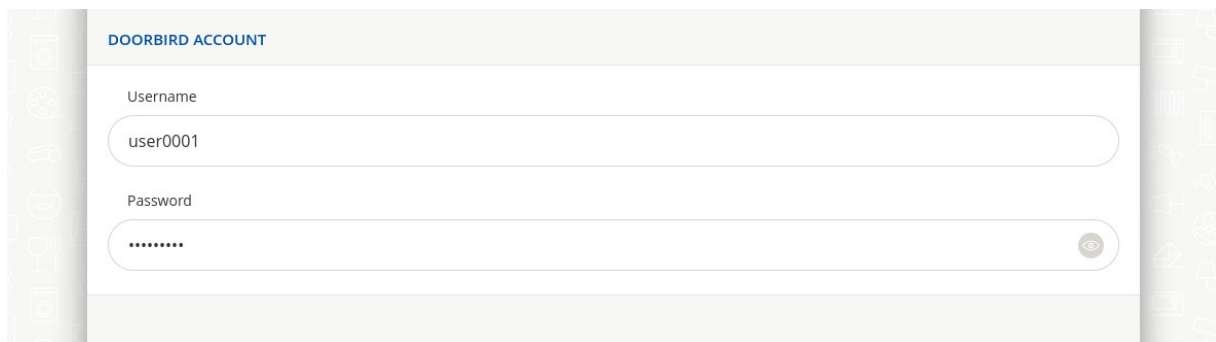 DOORBIRD ACCOUNT
Username
user0001
Password
•••••••••